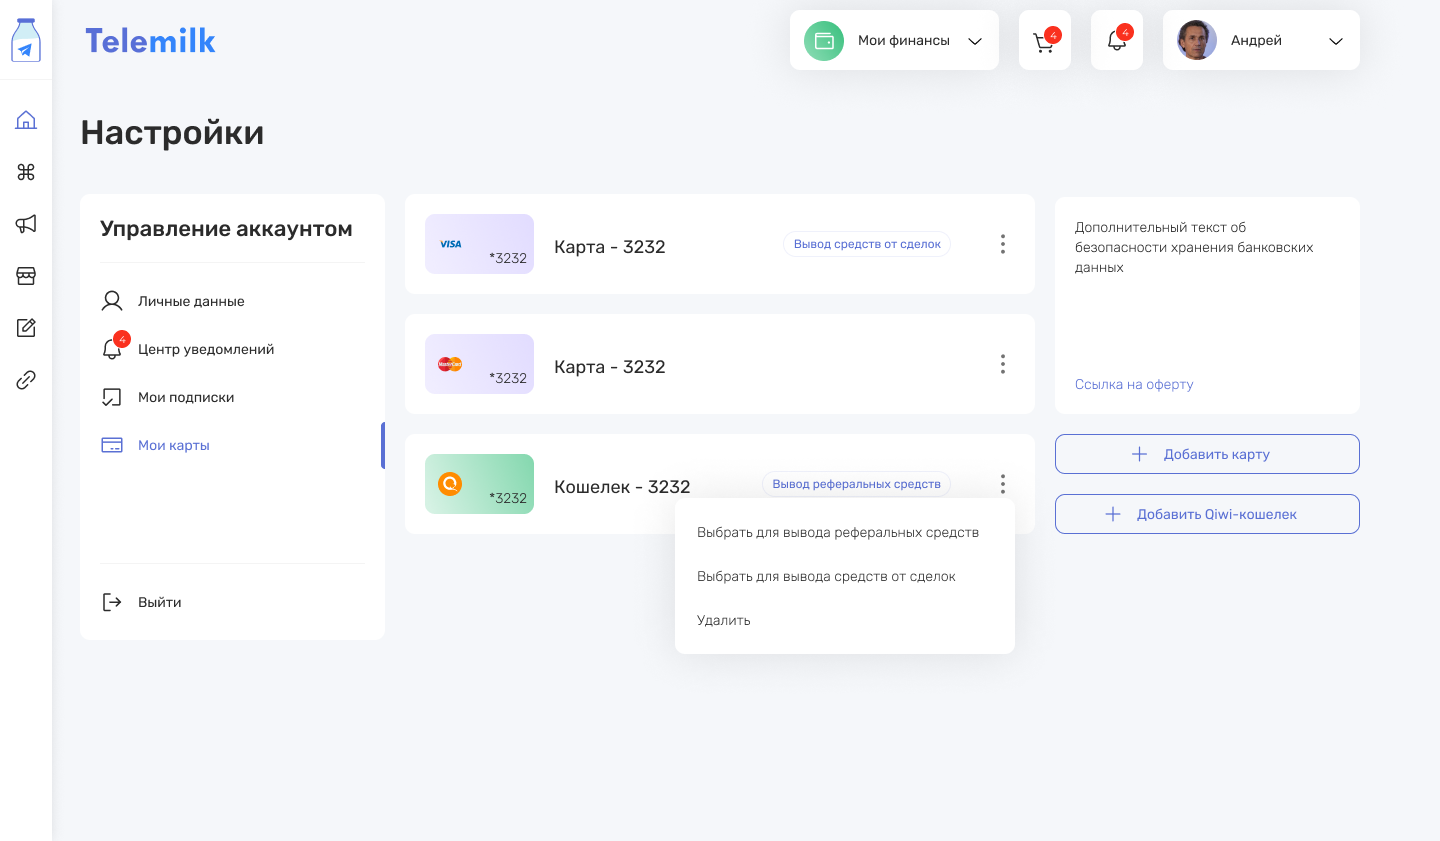 Telemilk
Мои финансы
4
4
Андрей
Настройки
Управление аккаунтом
Личные данные
4
Центр уведомлений
Мои подписки
Мои карты
Выйти
VISA
*3232
Карта - 3232
Вывод средств от сделок
MasterCard
*3232
Карта - 3232
*3232
Кошелек - 3232
Вывод реферальных средств
Выбрать для вывода реферальных средств
Выбрать для вывода средств от сделок
Удалить
Дополнительный текст об
безопасности хранения банковских
данных
Ссылка на оферту
Добавить карту
Добавить Qiwi-кошелек